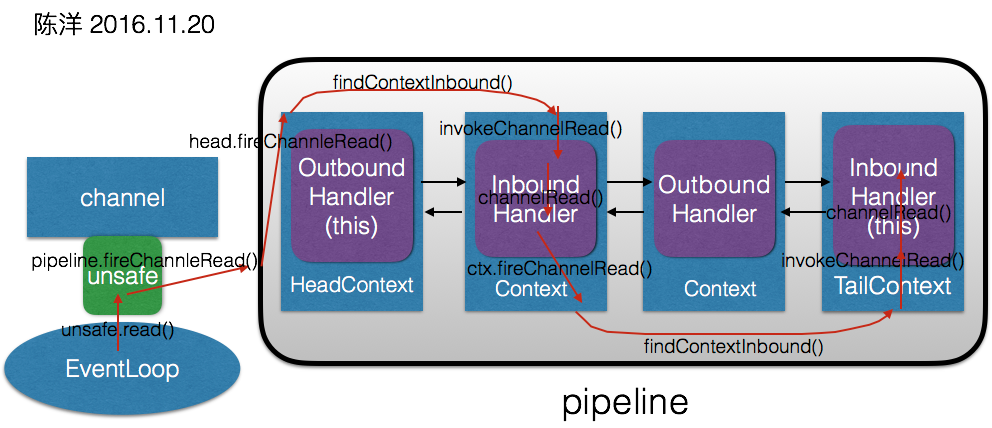 陈洋 2016.11.20
findContextInbound()
head.fireChannleRead()
invokeChannelRead()
Outbound
Handler
(this)
HeadContext
Inbound
Handler
channelRead()
ctx.fireChannelRead()
Context
Outbound
Handler
Context
Inbound
Handler
(this)
channelRead()
invokeChannelRead()
TailContext
findContextInbound()
channel
pipeline.fireChannleRead()
unsafe
unsafe.read()
EventLoop
pipeline